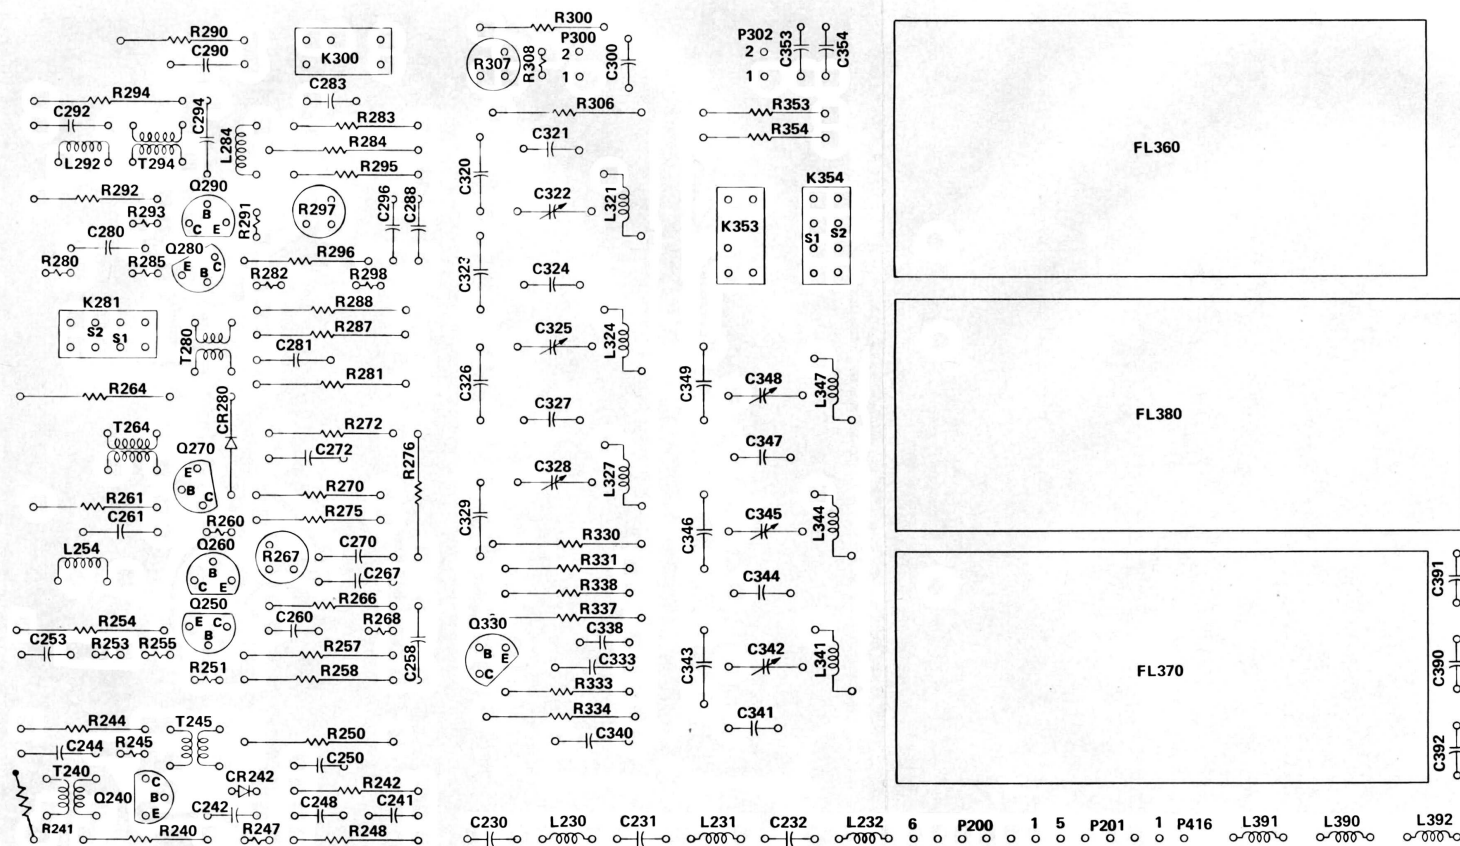 R290
C290
K300
R300
P300
2
1
R307
R308
C300
P302
2
1
C353
C354
C283
R294
C292
C294
L284
R283
R284
R295
R306
C321
R353
R354
FL360
L292
T294
C320
K354
R292
Q290
B
C E
R291
R297
C296
C288
C322
L321
K353
S1 S2
R293
C280
Q280
E
B
C
R296
R280
R285
R282
R298
C323
C324
K281
S2
S1
T280
R288
R287
C281
R281
C325
L324
C326
C349
C348
L347
FL380
R264
CR280
T264
Q270
E
B
C
R272
C272
R276
C327
C347
C328
L327
R261
C261
R260
R270
R275
C329
C346
C345
L344
L254
Q260
B
C E
R267
C270
C267
R330
R331
R338
R337
C344
C391
Q250
E C
B
R266
R254
C260
R268
C258
Q330
B
E
C
C338
C333
C253
R253
R255
R257
R258
R251
R333
R334
C343
C342
L341
FL370
C390
R244
C244
R245
T245
R250
C250
C340
C341
C392
T240
Q240
C
B
E
CR242
R242
C242
C248
C241
R241
R240
R247
R248
C230
L230
C231
L231
C232
L232
6 P200 1 5 P201 1 P416
L391
L390
L392